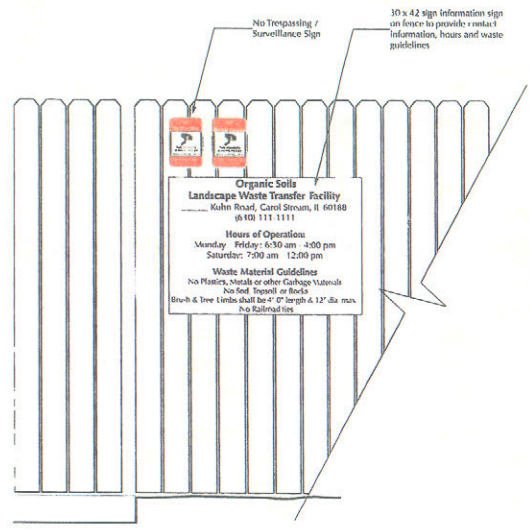 No Trespassing /
Surveillance Sign
30 x 42 sign information sign
on fence to provide contact
information, hours and waste
guidelines
Organic Soils
Landscape Waste Transfer Facility
______ Kuhn Road, Carol Stream, IL 60188
(630) 111-1111
Hours of Operation:
Monday Friday: 6:30 am - 4:00 pm
Saturday: 7:00 am 12:00 pm
Waste Material Guidelines
No Plastics, Metals or other Garbage Materials
No Sod, Topsoil or Rocks
Brush & Tree Limbs shall be 4' 0" length & 12" dia. max.
No Railroad ties